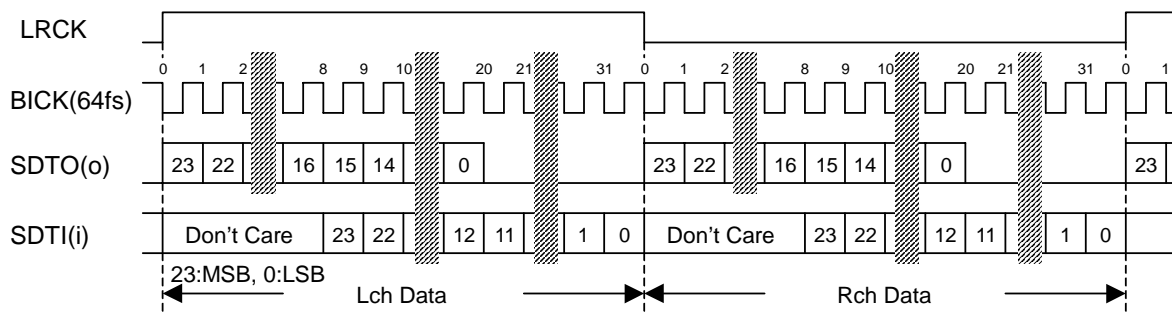 LRCK
0 1 2 8 9 10 20 21 31 0 1 2 8 9 10 20 21 31 0 1
BICK(64fs)
SDTO(o) 23 22 16 15 14 0 23 22 16 15 14 0 23
SDTI(i) Don't Care 23 22 12 11 1 0 Don't Care 23 22 12 11 1 0
23:MSB, 0:LSB
Lch Data Rch Data